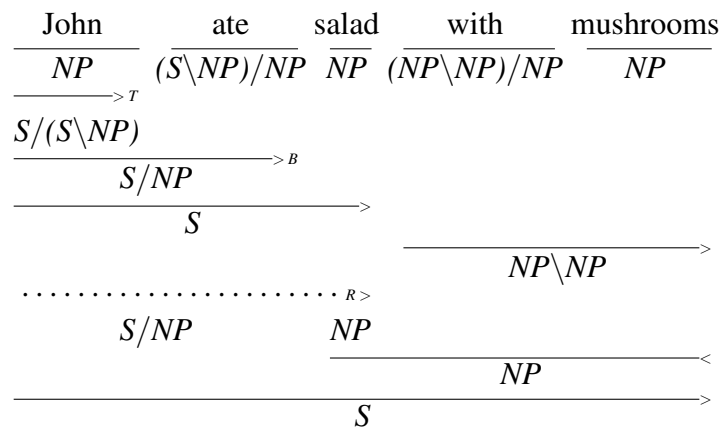 John ate salad with mushrooms
NP (S\NP)/NP NP (NP\NP)/NP NP
> T
S/(S\NP)
> B
S/NP
>
S
>
NP\NP
R >
S/NP NP
<
NP
>
S